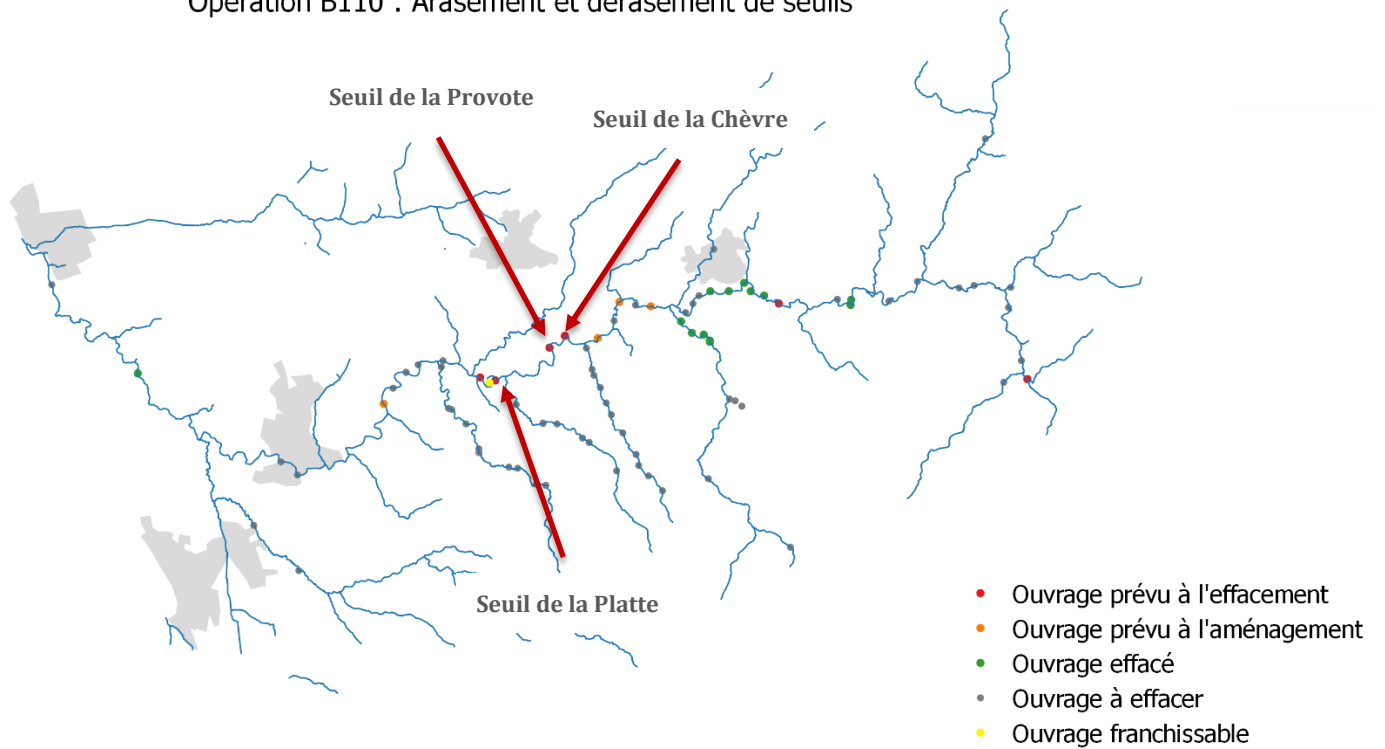 Opération B110 : Arasement et dérasement de seuils
Seuil de la Provote
Seuil de la Chèvre
Seuil de la Platte
Ouvrage prévu à l'effacement
Ouvrage prévu à l'aménagement
Ouvrage effacé
Ouvrage à effacer
Ouvrage franchissable